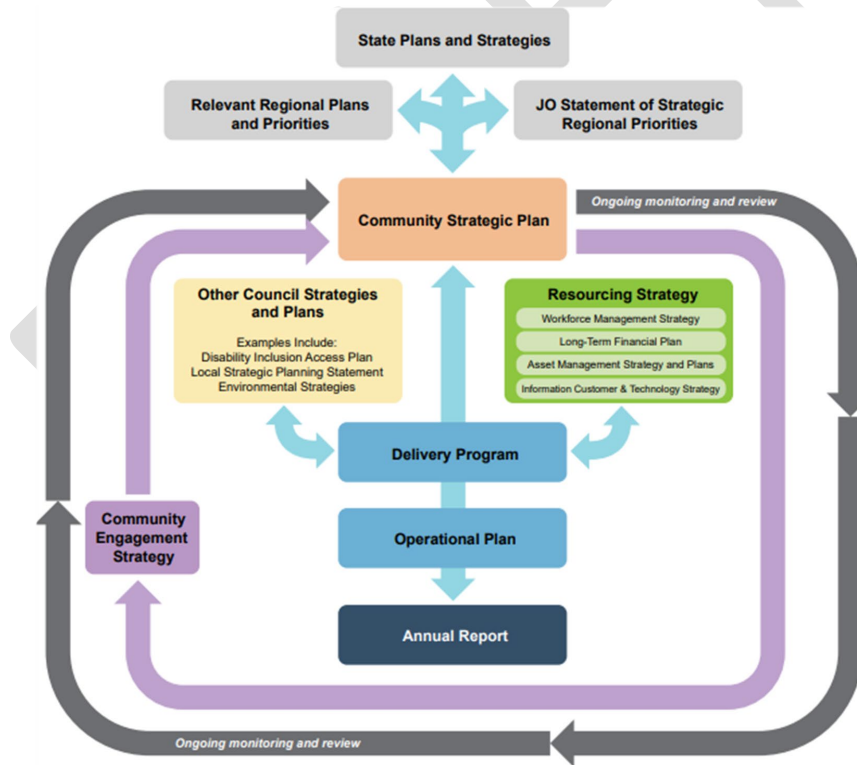 State Plans and Strategies
Relevant Regional Plans
and Priorities
JO Statement of Strategic
Regional Priorities
Community Strategic Plan
Ongoing monitoring and review
Other Council Strategies
and Plans
Examples Include:
Disability Inclusion Access Plan
Local Strategic Planning Statement
Environmental Strategies
Resourcing Strategy
Workforce Management Strategy
Long-Term Financial Plan
Asset Management Strategy and Plans
Information Customer & Technology Strategy
Delivery Program
Community
Engagement
Strategy
Operational Plan
Annual Report
Ongoing monitoring and review